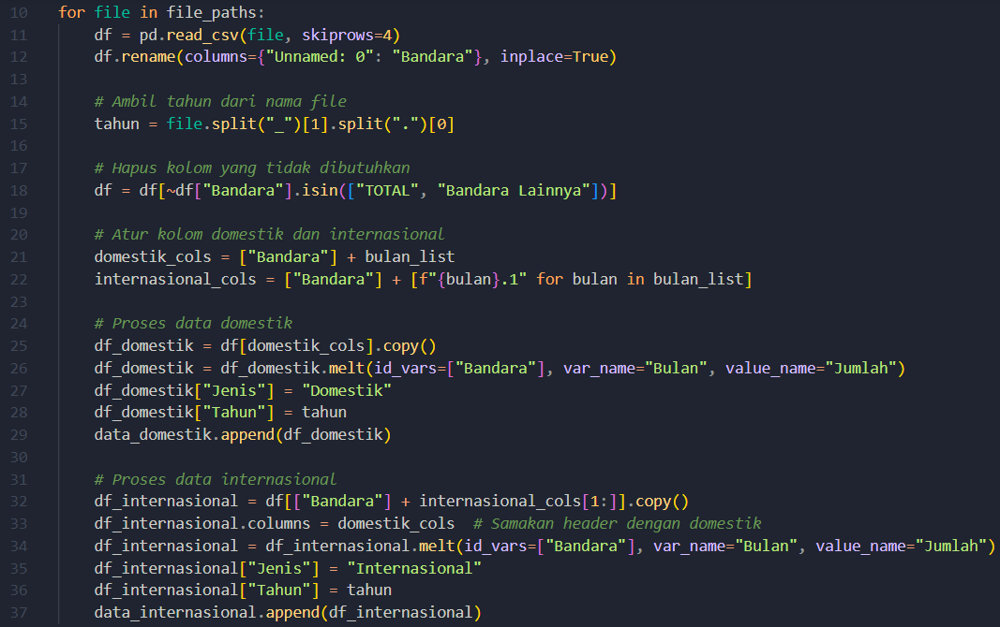 10 for file in file_paths:
11     df = pd.read_csv(file, skiprows=4)
12     df.rename(columns={"Unnamed: 0": "Bandara"}, inplace=True)
13
14     # Ambil tahun dari nama file
15     tahun = file.split("_")[1].split(".")[0]
16
17     # Hapus kolom yang tidak dibutuhkan
18     df = df[~df["Bandara"].isin(["TOTAL", "Bandara Lainnya"])]
19
20     # Atur kolom domestik dan internasional
21     domestik_cols = ["Bandara"] + bulan_list
22     internasional_cols = ["Bandara"] + [f"{bulan}.1" for bulan in bulan_list]
23
24     # Proses data domestik
25     df_domestik = df[domestik_cols].copy()
26     df_domestik = df_domestik.melt(id_vars=["Bandara"], var_name="Bulan", value_name="Jumlah")
27     df_domestik["Jenis"] = "Domestik"
28     df_domestik["Tahun"] = tahun
29     data_domestik.append(df_domestik)
30
31     # Proses data internasional
32     df_internasional = df[["Bandara"] + internasional_cols[1:]].copy()
33     df_internasional.columns = domestik_cols  # Samakan header dengan domestik
34     df_internasional = df_internasional.melt(id_vars=["Bandara"], var_name="Bulan", value_name="Jumlah")
35     df_internasional["Jenis"] = "Internasional"
36     df_internasional["Tahun"] = tahun
37     data_internasional.append(df_internasional)